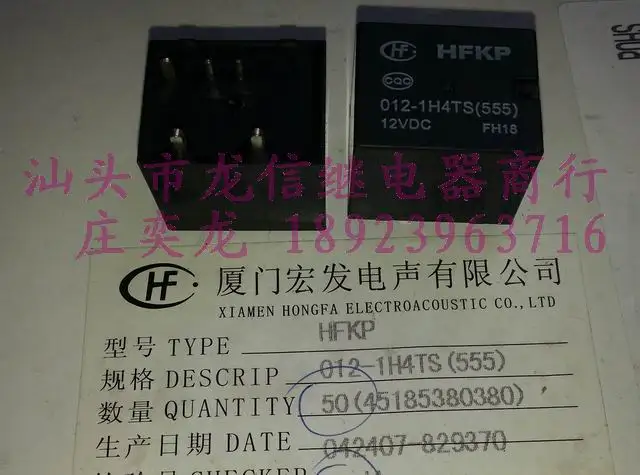 HF HFKP
CQC
012-1H4TS(555)
12VDC FH18
汕头市龙信继电器商行
庄奕龙 18923963716
HF 厦门宏发电声有限公司
XIAMEN HONGFA ELECTROACOUSTIC CO., LTD
型号 TYPE HFKP
规格 DESCRIP 012-1H4TS(555)
数量 QUANTITY 50(45185380380)
生产日期 DATE 042407-829370
CHECKER